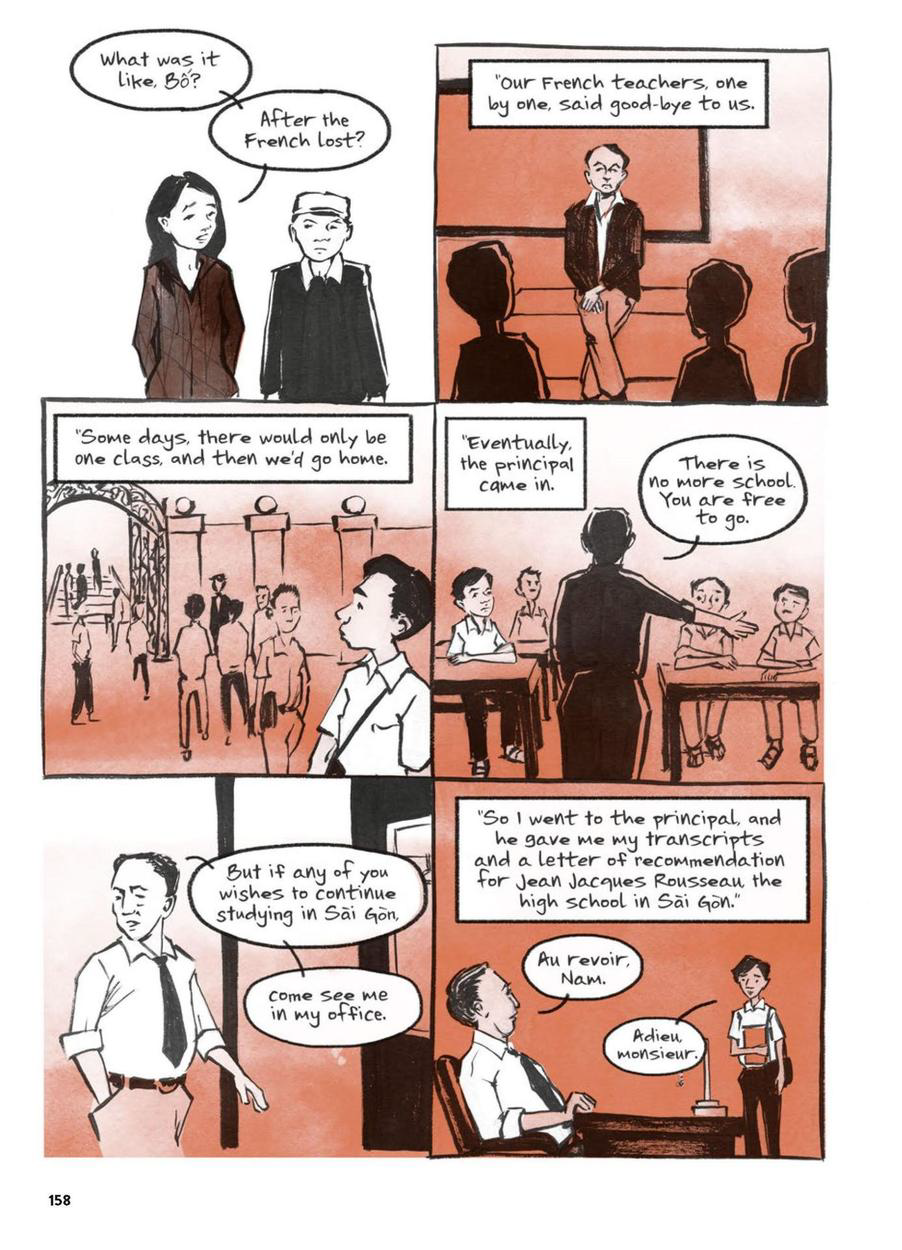 What was it
like, Bố?
After the
French lost?
"Our French teachers, one
by one, said good-bye to us.
"Some days, there would only be
one class, and then we'd go home.
"Eventually,
the principal
came in.
There is
no more school.
You are free
to go.
But if any of you
wishes to continue
studying in Sài Gòn,
come see me
in my office.
"So I went to the principal, and
he gave me my transcripts
and a letter of recommendation
for Jean Jacques Rousseau, the
high school in Sài Gòn."
Au revoir,
Nam.
Adieu,
monsieur.
158